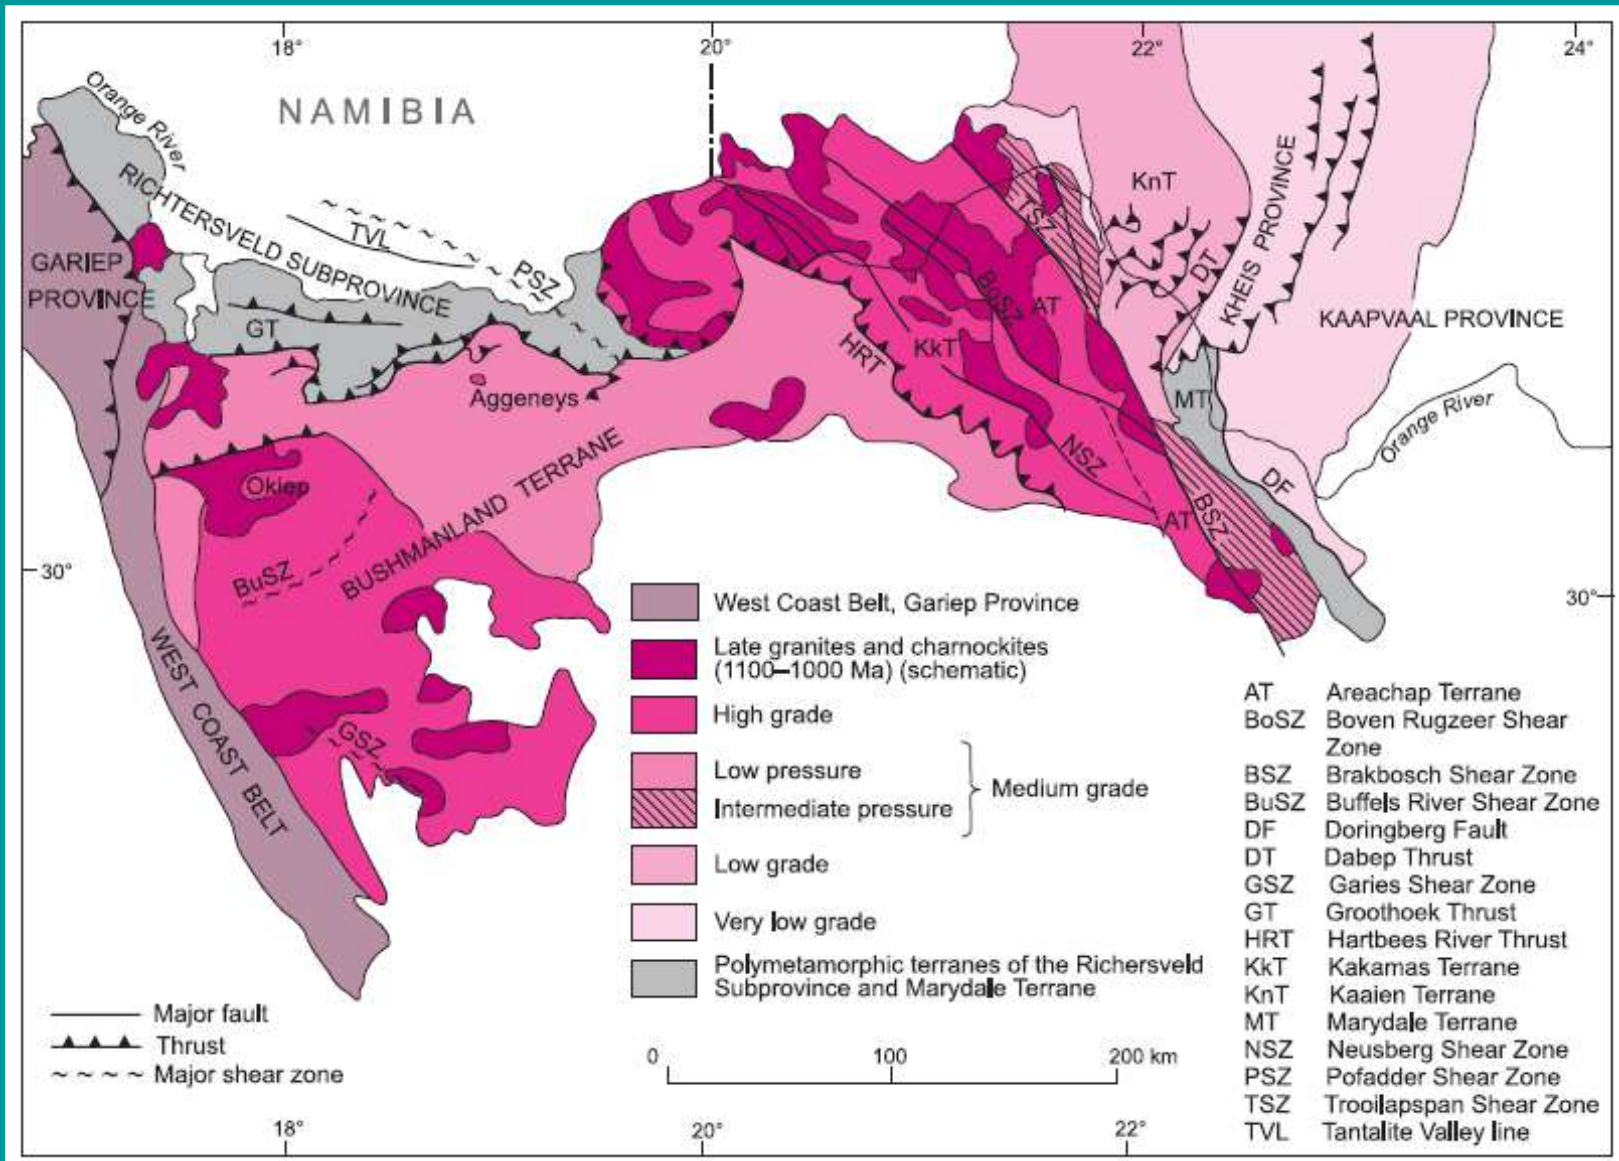 18°
20°
22°
24°
Orange River
NAMIBIA
RICHTERSVELD SUBPROVINCE
TVL
PSZ
GARIEP
PROVINCE
GT
Aggeneys
Okiep
BuSZ
BUSHMANLAND TERRANE
WEST COAST BELT
GSZ
HRT
KkT
BoSZ
AT
TSZ
NSZ
AT
BSZ
KnT
DT
KHEIS PROVINCE
KAAPVAAL PROVINCE
MT
DF
Orange River
30°
30°
West Coast Belt, Gariep Province
Late granites and charnockites
(1100–1000 Ma) (schematic)
High grade
Low pressure
Intermediate pressure
Medium grade
Low grade
Very low grade
Polymetamorphic terranes of the Richersveld
Subprovince and Marydale Terrane
Major fault
Thrust
Major shear zone
0 100 200 km
AT Areachap Terrane
BoSZ Boven Rugzeer Shear
Zone
BSZ Brakbosch Shear Zone
BuSZ Buffels River Shear Zone
DF Doringberg Fault
DT Dabep Thrust
GSZ Garies Shear Zone
GT Groothoek Thrust
HRT Hartbees River Thrust
KkT Kakamas Terrane
KnT Kaaien Terrane
MT Marydale Terrane
NSZ Neusberg Shear Zone
PSZ Pofadder Shear Zone
TSZ Trooilapspan Shear Zone
TVL Tantalite Valley line
18°
20°
22°